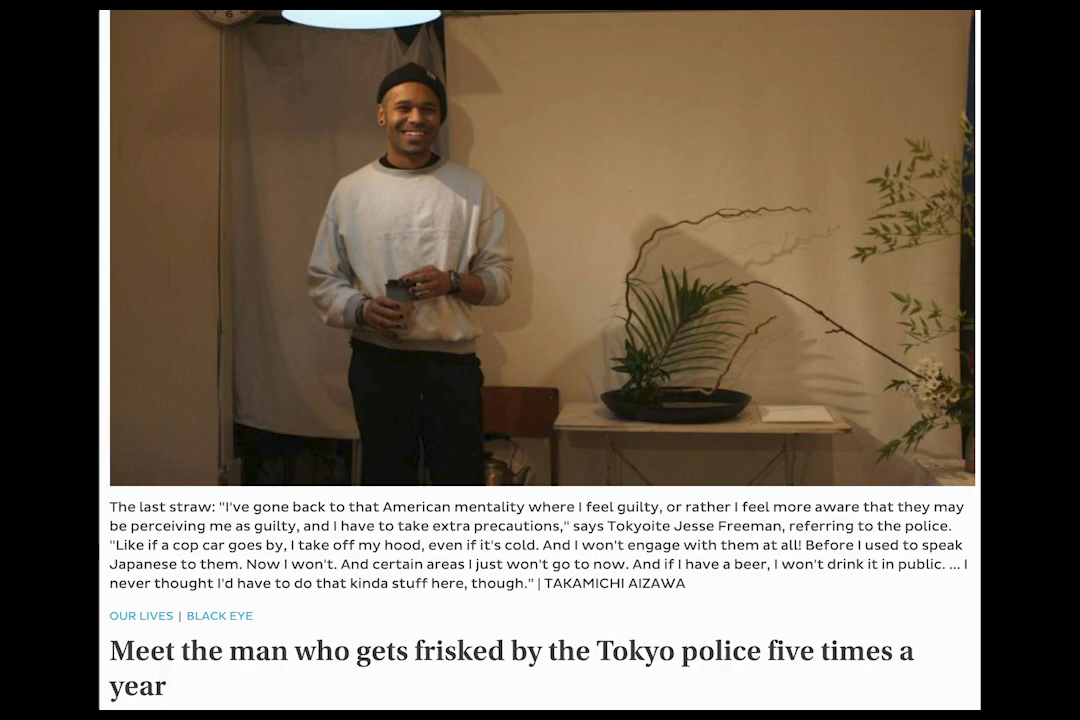 The last straw: "I've gone back to that American mentality where I feel guilty, or rather I feel more aware that they may
be perceiving me as guilty, and I have to take extra precautions," says Tokyoite Jesse Freeman, referring to the police.
"Like if a cop car goes by, I take off my hood, even if it's cold. And I won't engage with them at all! Before I used to speak
Japanese to them. Now I won't. And certain areas I just won't go to now. And if I have a beer, I won't drink it in public. ... I
never thought I'd have to do that kinda stuff here, though." | TAKAMICHI AIZAWA
OUR LIVES | BLACK EYE
Meet the man who gets frisked by the Tokyo police five times a
year